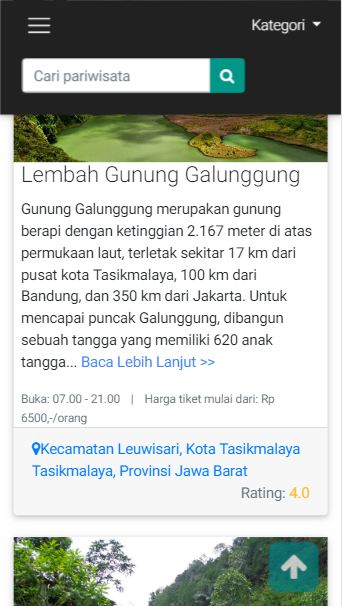 Kategori
Cari pariwisata
Lembah Gunung Galunggung
Gunung Galunggung merupakan gunung
berapi dengan ketinggian 2.167 meter di atas
permukaan laut, terletak sekitar 17 km dari
pusat kota Tasikmalaya, 100 km dari
Bandung, dan 350 km dari Jakarta. Untuk
mencapai puncak Galunggung, dibangun
sebuah tangga yang memiliki 620 anak
tangga... Baca Lebih Lanjut >>
Buka: 07.00 - 21.00 | Harga tiket mulai dari: Rp
6500,-/orang
Kecamatan Leuwisari, Kota Tasikmalaya
Tasikmalaya, Provinsi Jawa Barat
Rating: 4.0